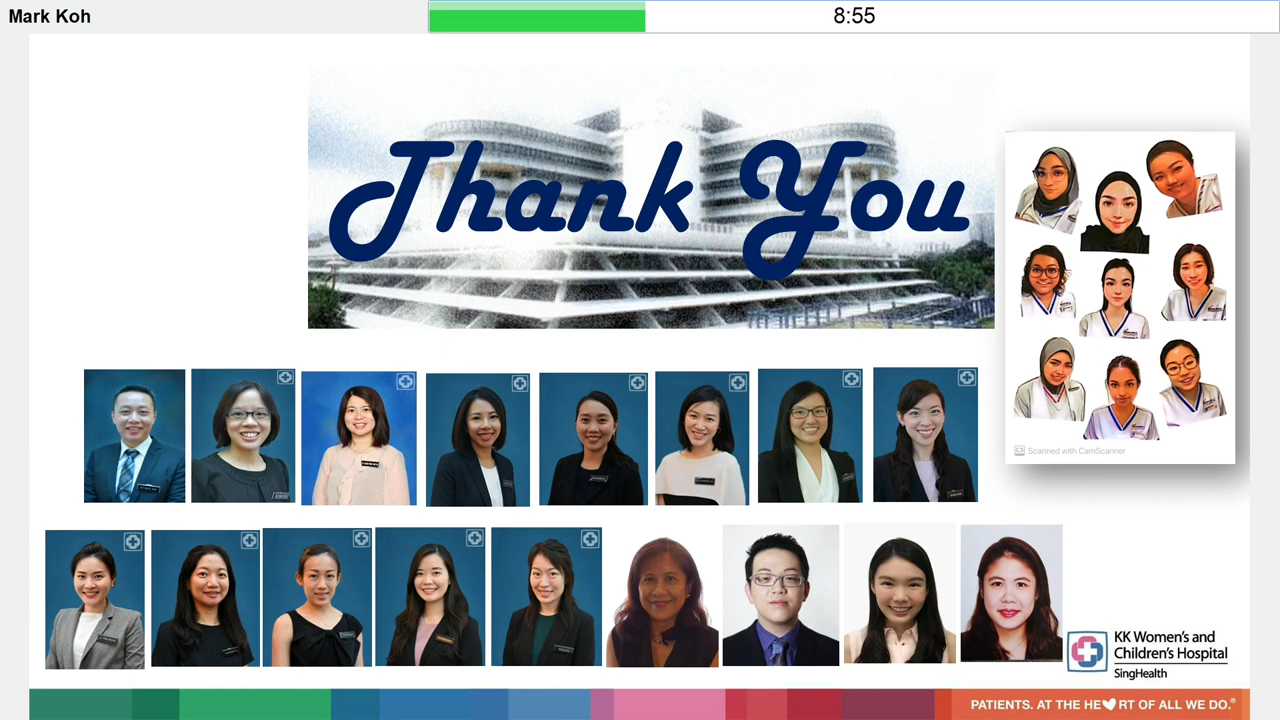 Mark Koh
8:55
Thank You
CS Scanned with CamScanner
KK Women's and
Children's Hospital
SingHealth
PATIENTS. AT THE HE RT OF ALL WE DO.®